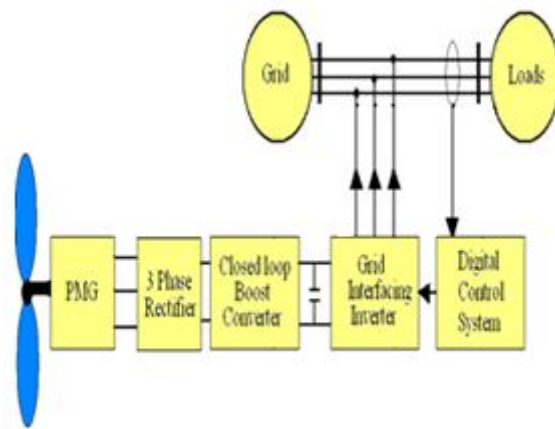 Grid
Loads
PMG
3 Phase
Rectifier
Closed loop
Boost
Converter
Grid
Interfacing
Inverter
Digital
Control
System